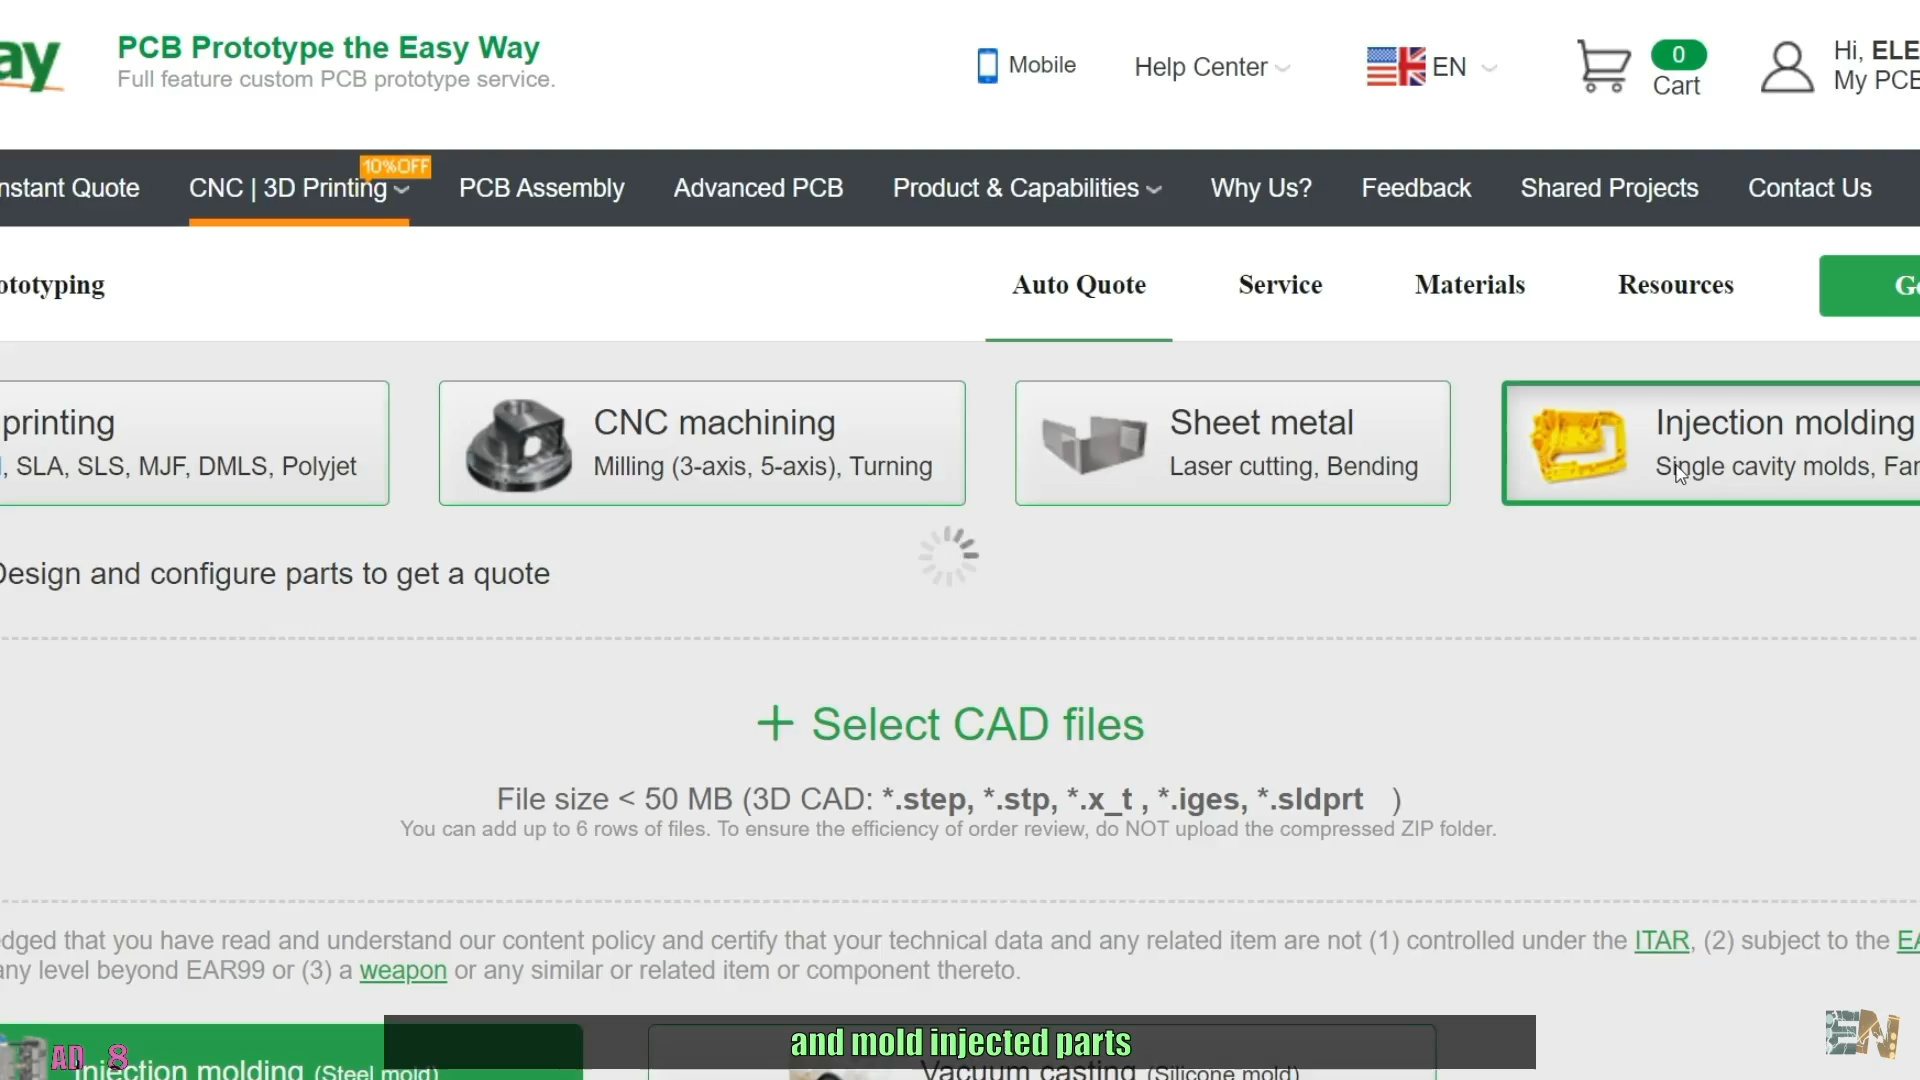 ay
PCB Prototype the Easy Way
Full feature custom PCB prototype service.
Mobile
Help Center
EN
0
Cart
Hi, ELE
My PCE
nstant Quote
CNC | 3D Printing
10%OFF
PCB Assembly
Advanced PCB
Product & Capabilities
Why Us?
Feedback
Shared Projects
Contact Us
ototyping
Auto Quote
Service
Materials
Resources
Ge
printing
, SLA, SLS, MJF, DMLS, Polyjet
CNC machining
Milling (3-axis, 5-axis), Turning
Sheet metal
Laser cutting, Bending
Injection molding
Single cavity molds, Far
Design and configure parts to get a quote
+ Select CAD files
File size < 50 MB (3D CAD: *.step, *.stp, *.x_t , *.iges, *.sldprt )
You can add up to 6 rows of files. To ensure the efficiency of order review, do NOT upload the compressed ZIP folder.
edged that you have read and understand our content policy and certify that your technical data and any related item are not (1) controlled under the ITAR, (2) subject to the EA
any level beyond EAR99 or (3) a weapon or any similar or related item or component thereto.
and mold injected parts
AD 8
Injection molding (Steel mold)
Vacuum casting (Silicone mold)
EN